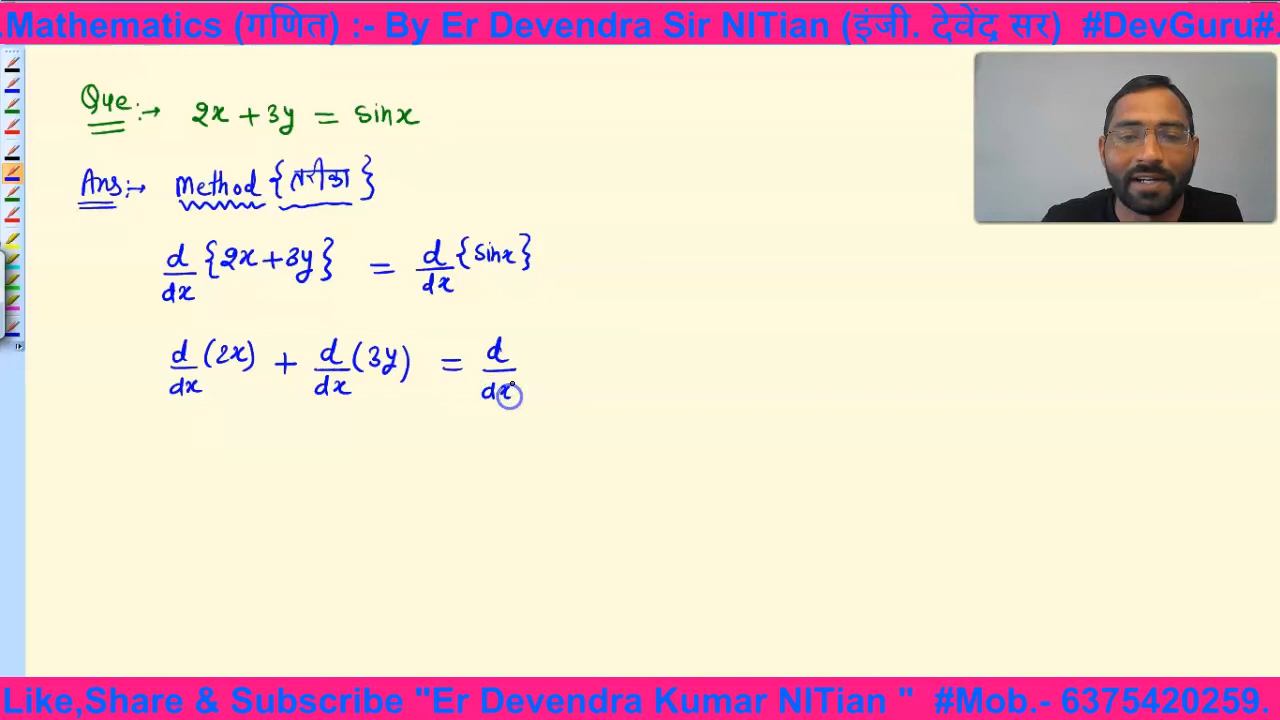 .Mathematics (गणित) :- By Er Devendra Sir NITian (इंजी. देवेंद्र सर) #DevGuru#.
Que :→ 2x + 3y = sinx
Ans :→ Method {तरीका}
d/dx {2x+3y} = d/dx {sinx}
d/dx (2x) + d/dx (3y) = d/dx
Like,Share & Subscribe "Er Devendra Kumar NITian " #Mob.- 6375420259.